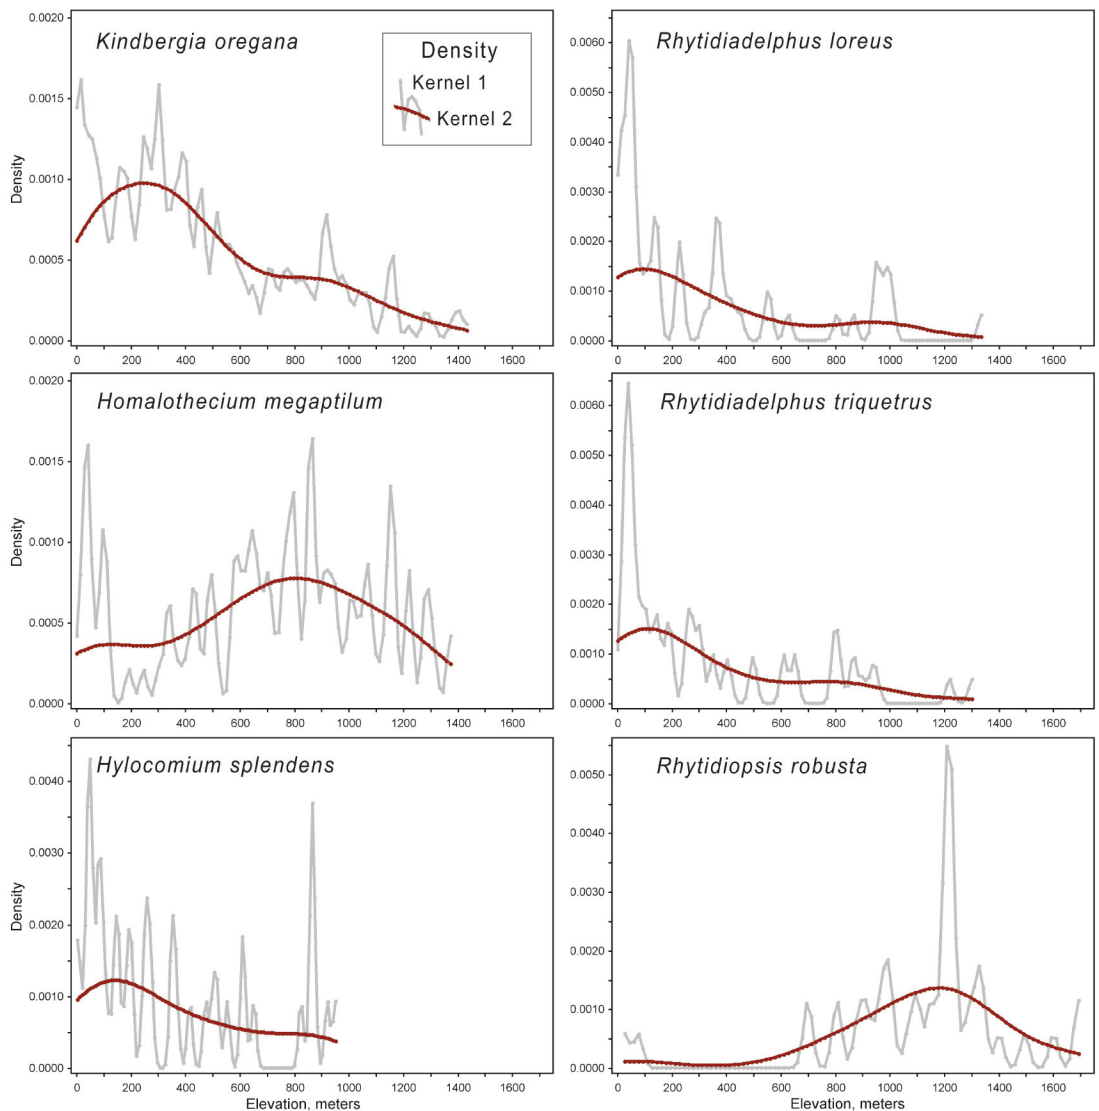 Kindbergia oregana
Density
Kernel 1
Kernel 2
0.0020
0.0015
0.0010
0.0005
0.0000
Density
0 200 400 600 800 1000 1200 1400 1600
Rhytidiadelphus loreus
0.0060
0.0050
0.0040
0.0030
0.0020
0.0010
0.0000
0 200 400 600 800 1000 1200 1400 1600
Homalothecium megaptilum
0.0020
0.0015
0.0010
0.0005
0.0000
Density
0 200 400 600 800 1000 1200 1400 1600
Rhytidiadelphus triquetrus
0.0060
0.0050
0.0040
0.0030
0.0020
0.0010
0.0000
0 200 400 600 800 1000 1200 1400 1600
Hylocomium splendens
0.0040
0.0030
0.0020
0.0010
0.0000
Density
0 200 400 600 800 1000 1200 1400 1600
Elevation, meters
Rhytidiopsis robusta
0.0050
0.0040
0.0030
0.0020
0.0010
0.0000
0 200 400 600 800 1000 1200 1400 1600
Elevation, meters